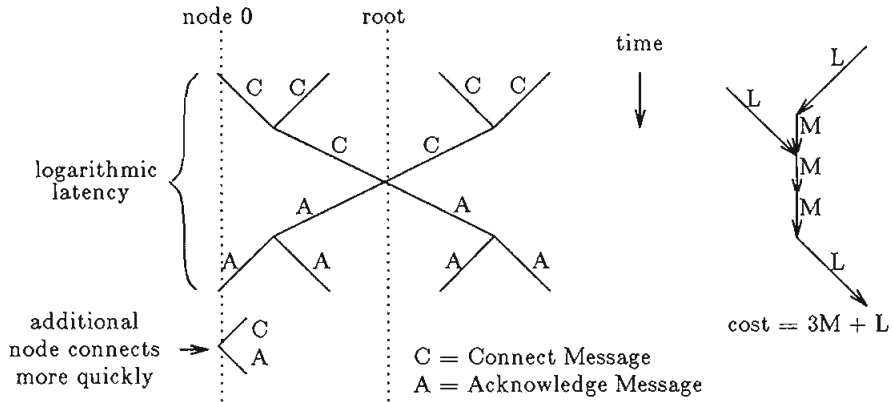 node 0
root
time
C C C C
L
L
C C
M
logarithmic
latency
M
A A
M
A A A A
L
additional
node connects
more quickly
C
A
cost = 3M + L
C = Connect Message
A = Acknowledge Message